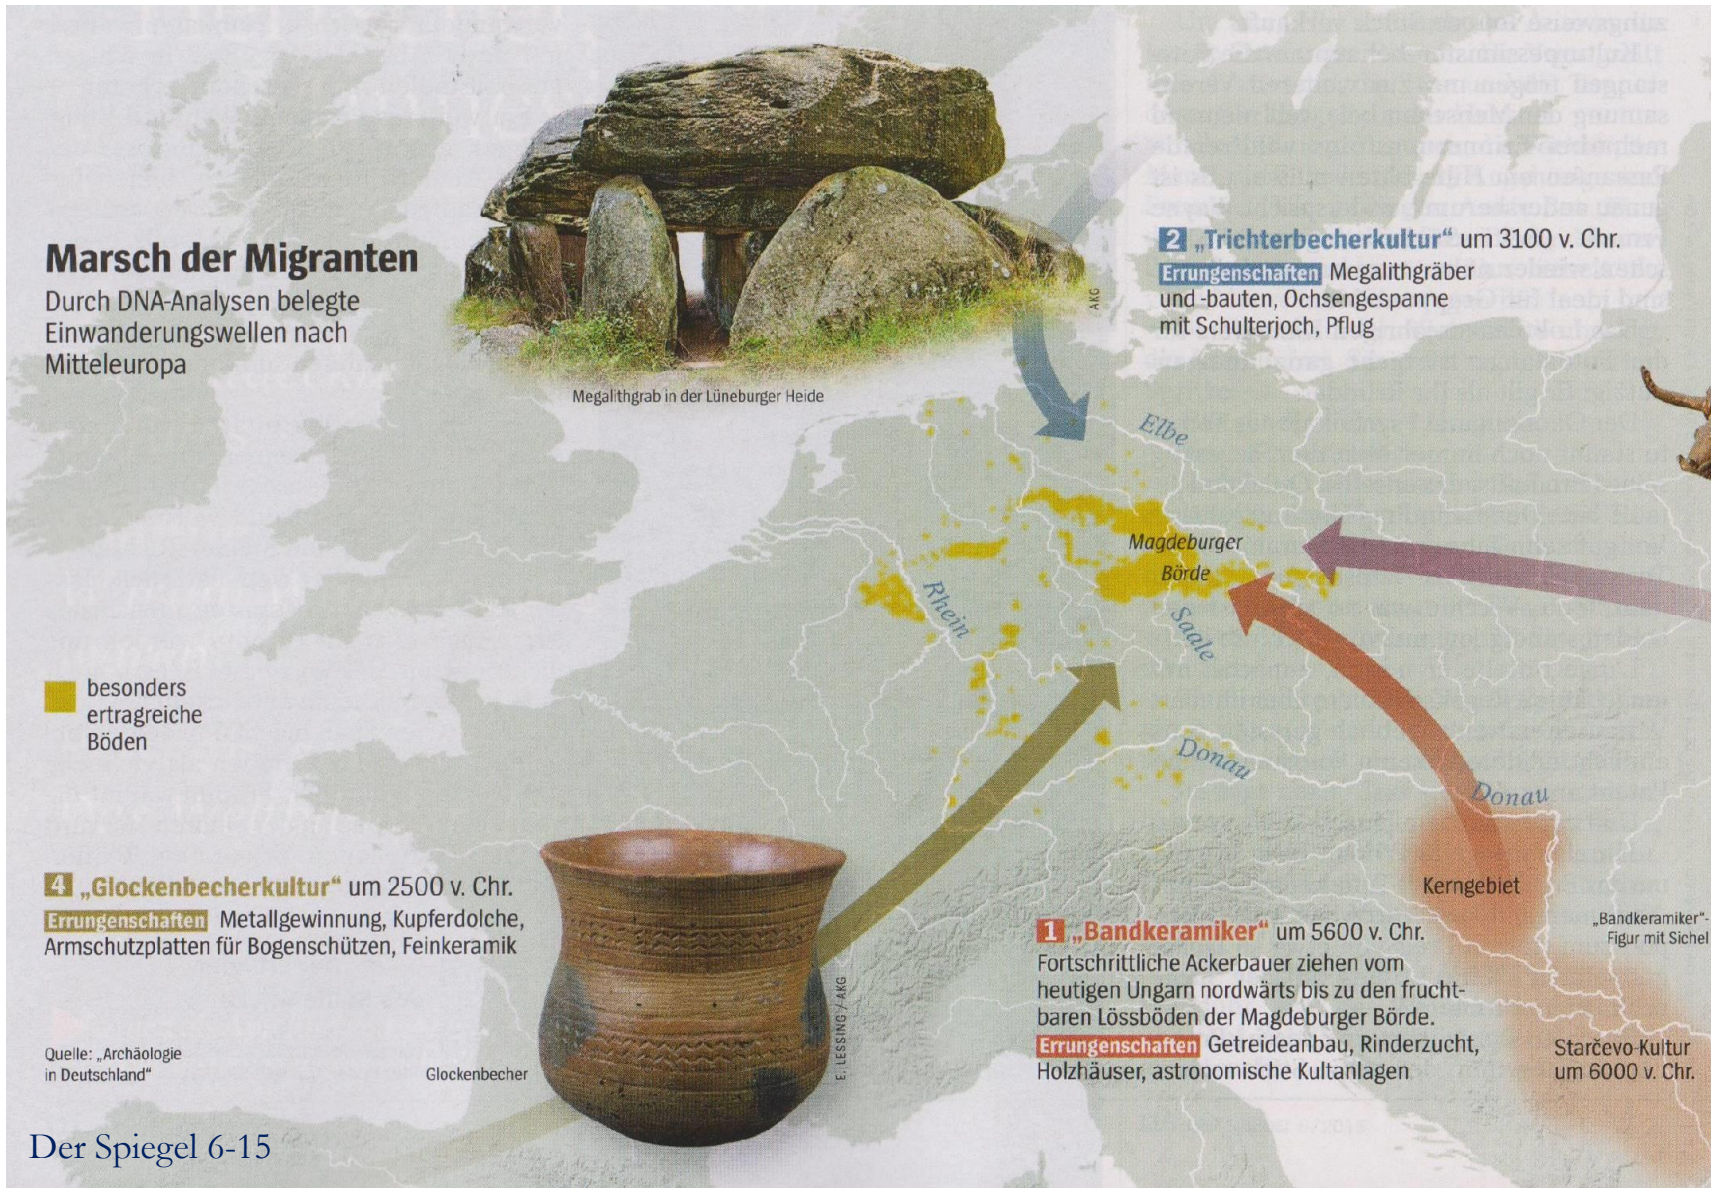 Marsch der Migranten
Durch DNA-Analysen belegte
Einwanderungswellen nach
Mitteleuropa
AKG
Megalithgrab in der Lüneburger Heide
2 „Trichterbecherkultur“ um 3100 v. Chr.
Errungenschaften Megalithgräber
und -bauten, Ochsengespanne
mit Schulterjoch, Pflug
Elbe
Magdeburger
Börde
Rhein
Saale
Donau
Donau
besonders
ertragreiche
Böden
Kerngebiet
4 „Glockenbecherkultur“ um 2500 v. Chr.
Errungenschaften Metallgewinnung, Kupferdolche,
Armschutzplatten für Bogenschützen, Feinkeramik
„Bandkeramiker“-
Figur mit Sichel
1 „Bandkeramiker“ um 5600 v. Chr.
Fortschrittliche Ackerbauer ziehen vom
heutigen Ungarn nordwärts bis zu den frucht-
baren Lössböden der Magdeburger Börde.
Errungenschaften Getreideanbau, Rinderzucht,
Holzhäuser, astronomische Kultanlagen
Starčevo-Kultur
um 6000 v. Chr.
Quelle: „Archäologie
in Deutschland“
Glockenbecher
E. LESSING / AKG
Der Spiegel 6-15